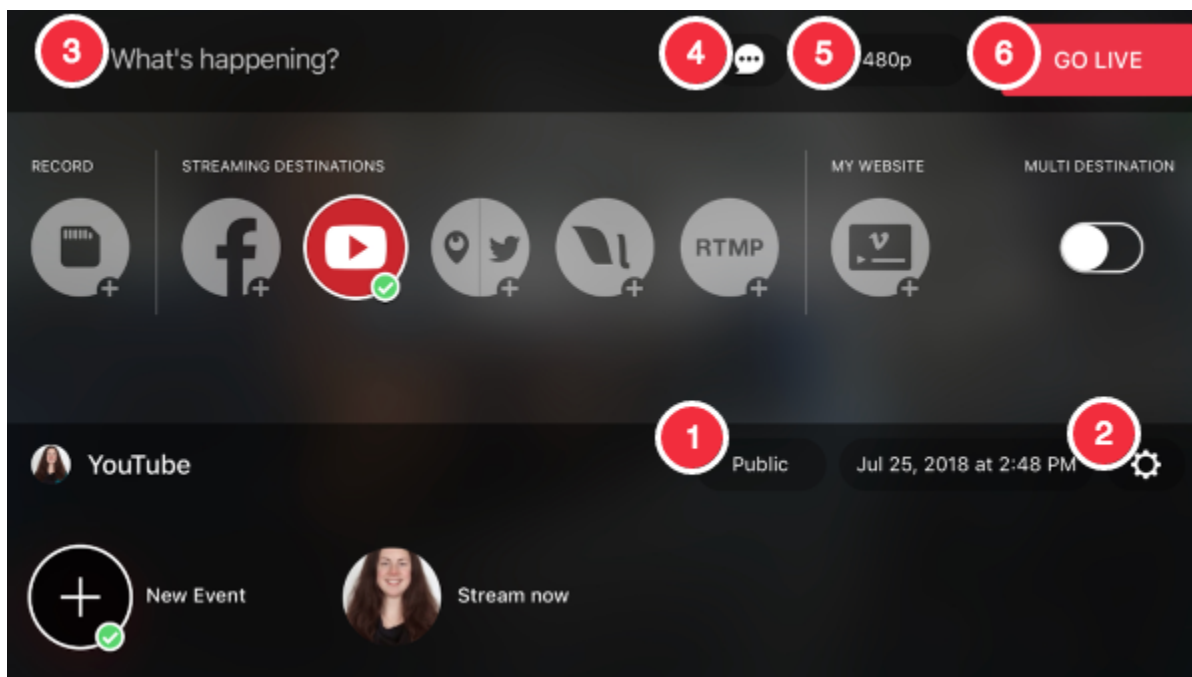 3 What's happening? 4 5 480p 6 GO LIVE
RECORD STREAMING DESTINATIONS MY WEBSITE MULTI DESTINATION
RTMP
1 2
YouTube Public Jul 25, 2018 at 2:48 PM
New Event Stream now